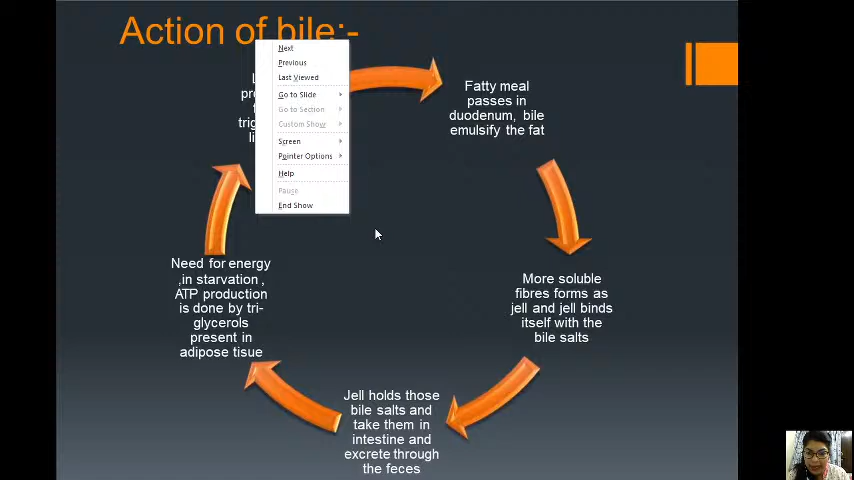 Action of bile:-
Next
Previous
Last Viewed
Go to Slide
Go to Section
Custom Show
Screen
Pointer Options
Help
Pause
End Show
Fatty meal
passes in
duodenum, bile
emulsify the fat
More soluble
fibres forms as
jell and jell binds
itself with the
bile salts
Jell holds those
bile salts and
take them in
intestine and
excrete through
the feces
Need for energy
,in starvation ,
ATP production
is done by tri-
glycerols
present in
adipose tisue